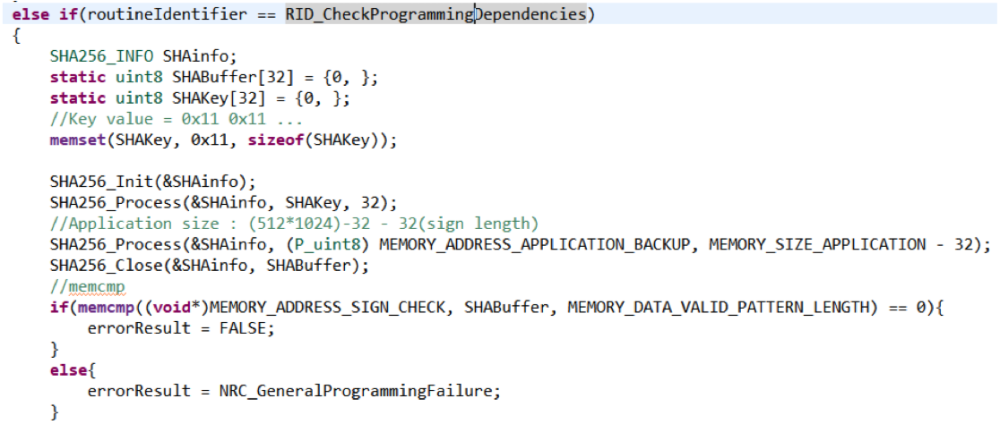 else if(routineIdentifier == RID_CheckProgrammingDependencies)
{
    SHA256_INFO SHAinfo;
    static uint8 SHABuffer[32] = {0, };
    static uint8 SHAKey[32] = {0, };
    //Key value = 0x11 0x11 ...
    memset(SHAKey, 0x11, sizeof(SHAKey));

    SHA256_Init(&SHAinfo);
    SHA256_Process(&SHAinfo, SHAKey, 32);
    //Application size : (512*1024)-32 - 32(sign length)
    SHA256_Process(&SHAinfo, (P_uint8) MEMORY_ADDRESS_APPLICATION_BACKUP, MEMORY_SIZE_APPLICATION - 32);
    SHA256_Close(&SHAinfo, SHABuffer);
    //memcmp
    if(memcmp((void*)MEMORY_ADDRESS_SIGN_CHECK, SHABuffer, MEMORY_DATA_VALID_PATTERN_LENGTH) == 0){
        errorResult = FALSE;
    }
    else{
        errorResult = NRC_GeneralProgrammingFailure;
    }